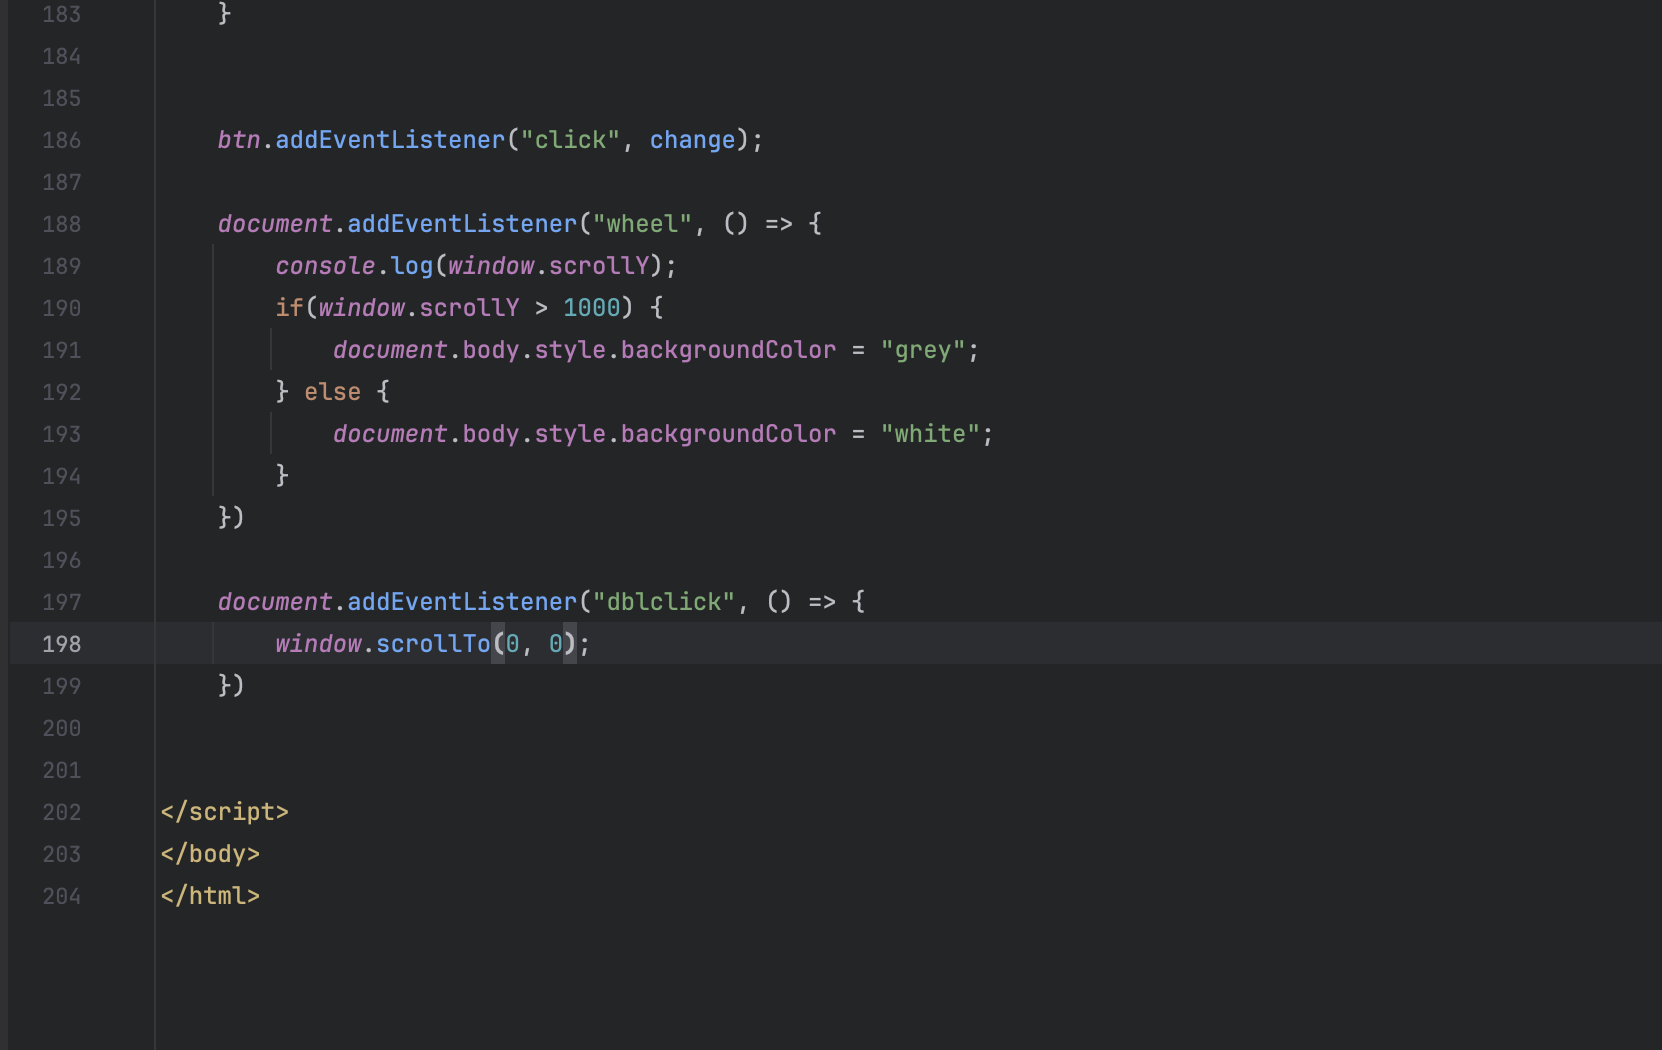 183 }
184
185
186 btn.addEventListener("click", change);
187
188 document.addEventListener("wheel", () => {
189 console.log(window.scrollY);
190 if(window.scrollY > 1000) {
191 document.body.style.backgroundColor = "grey";
192 } else {
193 document.body.style.backgroundColor = "white";
194 }
195 })
196
197 document.addEventListener("dblclick", () => {
198 window.scrollTo(0, 0);
199 })
200
201
202 </script>
203 </body>
204 </html>